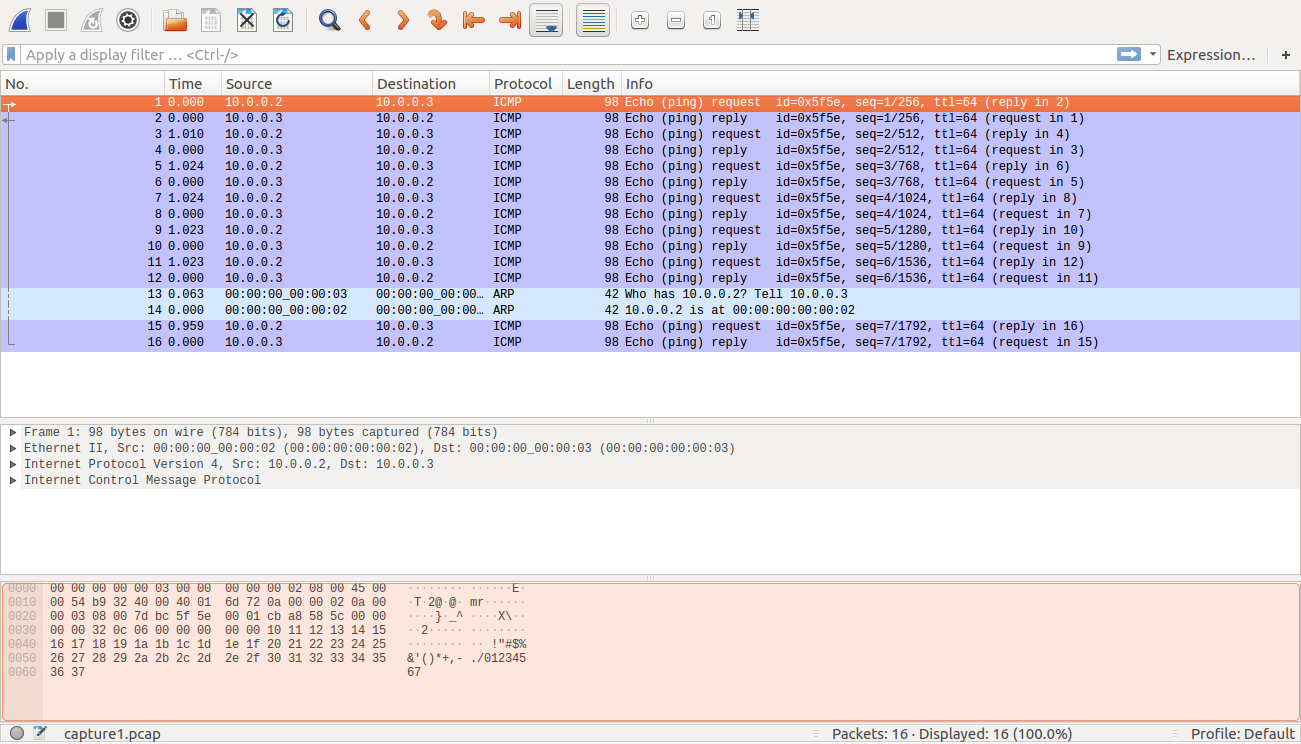 Apply a display filter … <Ctrl-/> Expression… +
No. Time Source Destination Protocol Length Info
1 0.000 10.0.0.2 10.0.0.3 ICMP 98 Echo (ping) request id=0x5f5e, seq=1/256, ttl=64 (reply in 2)
2 0.000 10.0.0.3 10.0.0.2 ICMP 98 Echo (ping) reply id=0x5f5e, seq=1/256, ttl=64 (request in 1)
3 1.010 10.0.0.2 10.0.0.3 ICMP 98 Echo (ping) request id=0x5f5e, seq=2/512, ttl=64 (reply in 4)
4 0.000 10.0.0.3 10.0.0.2 ICMP 98 Echo (ping) reply id=0x5f5e, seq=2/512, ttl=64 (request in 3)
5 1.024 10.0.0.2 10.0.0.3 ICMP 98 Echo (ping) request id=0x5f5e, seq=3/768, ttl=64 (reply in 6)
6 0.000 10.0.0.3 10.0.0.2 ICMP 98 Echo (ping) reply id=0x5f5e, seq=3/768, ttl=64 (request in 5)
7 1.024 10.0.0.2 10.0.0.3 ICMP 98 Echo (ping) request id=0x5f5e, seq=4/1024, ttl=64 (reply in 8)
8 0.000 10.0.0.3 10.0.0.2 ICMP 98 Echo (ping) reply id=0x5f5e, seq=4/1024, ttl=64 (request in 7)
9 1.023 10.0.0.2 10.0.0.3 ICMP 98 Echo (ping) request id=0x5f5e, seq=5/1280, ttl=64 (reply in 10)
10 0.000 10.0.0.3 10.0.0.2 ICMP 98 Echo (ping) reply id=0x5f5e, seq=5/1280, ttl=64 (request in 9)
11 1.023 10.0.0.2 10.0.0.3 ICMP 98 Echo (ping) request id=0x5f5e, seq=6/1536, ttl=64 (reply in 12)
12 0.000 10.0.0.3 10.0.0.2 ICMP 98 Echo (ping) reply id=0x5f5e, seq=6/1536, ttl=64 (request in 11)
13 0.063 00:00:00_00:00:03 00:00:00_00:00… ARP 42 Who has 10.0.0.2? Tell 10.0.0.3
14 0.000 00:00:00_00:00:02 00:00:00_00:00… ARP 42 10.0.0.2 is at 00:00:00:00:00:02
15 0.959 10.0.0.2 10.0.0.3 ICMP 98 Echo (ping) request id=0x5f5e, seq=7/1792, ttl=64 (reply in 16)
16 0.000 10.0.0.3 10.0.0.2 ICMP 98 Echo (ping) reply id=0x5f5e, seq=7/1792, ttl=64 (request in 15)
Frame 1: 98 bytes on wire (784 bits), 98 bytes captured (784 bits)
Ethernet II, Src: 00:00:00_00:00:02 (00:00:00:00:00:02), Dst: 00:00:00_00:00:03 (00:00:00:00:00:03)
Internet Protocol Version 4, Src: 10.0.0.2, Dst: 10.0.0.3
Internet Control Message Protocol
0000 00 00 00 00 00 03 00 00 00 00 00 02 08 00 45 00 ········ ······E·
0010 00 54 b9 32 40 00 40 01 6d 72 0a 00 00 02 0a 00 ·T·2@·@· mr······
0020 00 03 08 00 7d bc 5f 5e 00 01 cb a8 58 5c 00 00 ····}·_^ ····X\··
0030 00 00 32 0c 06 00 00 00 00 00 10 11 12 13 14 15 ··2····· ········
0040 16 17 18 19 1a 1b 1c 1d 1e 1f 20 21 22 23 24 25 ········ ·· !"#$%
0050 26 27 28 29 2a 2b 2c 2d 2e 2f 30 31 32 33 34 35 &'()*+,- ./012345
0060 36 37 67
capture1.pcap Packets: 16 · Displayed: 16 (100.0%) Profile: Default